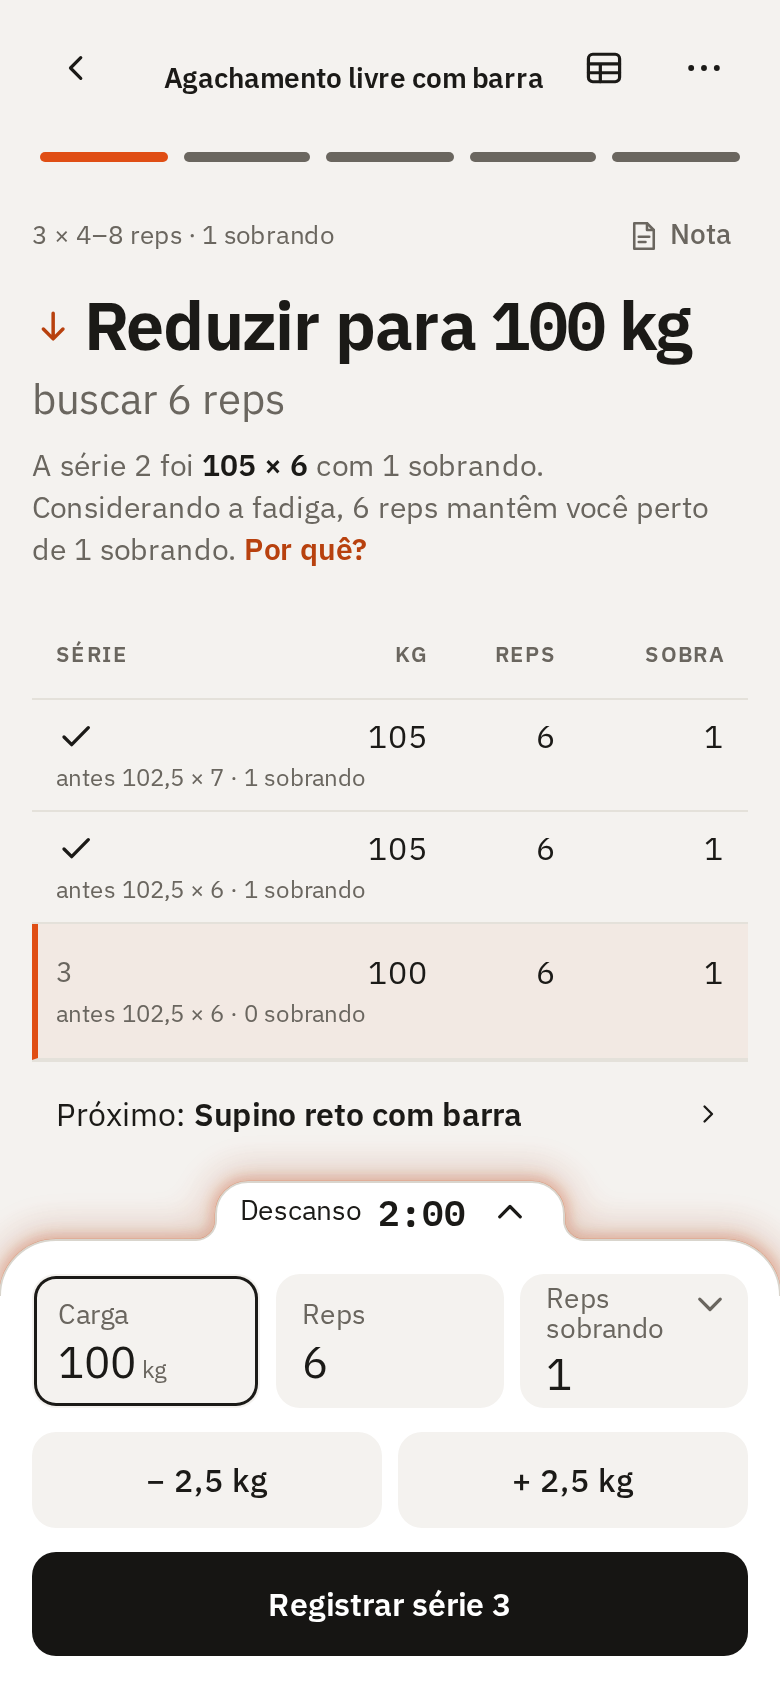 Agachamento livre com barra
3 × 4–8 reps · 1 sobrando
Nota
Reduzir para 100 kg
buscar 6 reps
A série 2 foi 105 × 6 com 1 sobrando.
Considerando a fadiga, 6 reps mantêm você perto
de 1 sobrando. Por quê?
SÉRIE KG REPS SOBRA
105 6 1
antes 102,5 × 7 · 1 sobrando
105 6 1
antes 102,5 × 6 · 1 sobrando
3 100 6 1
antes 102,5 × 6 · 0 sobrando
Próximo: Supino reto com barra
Descanso 2:00
Carga
100 kg
Reps
6
Reps
sobrando
1
– 2,5 kg
+ 2,5 kg
Registrar série 3